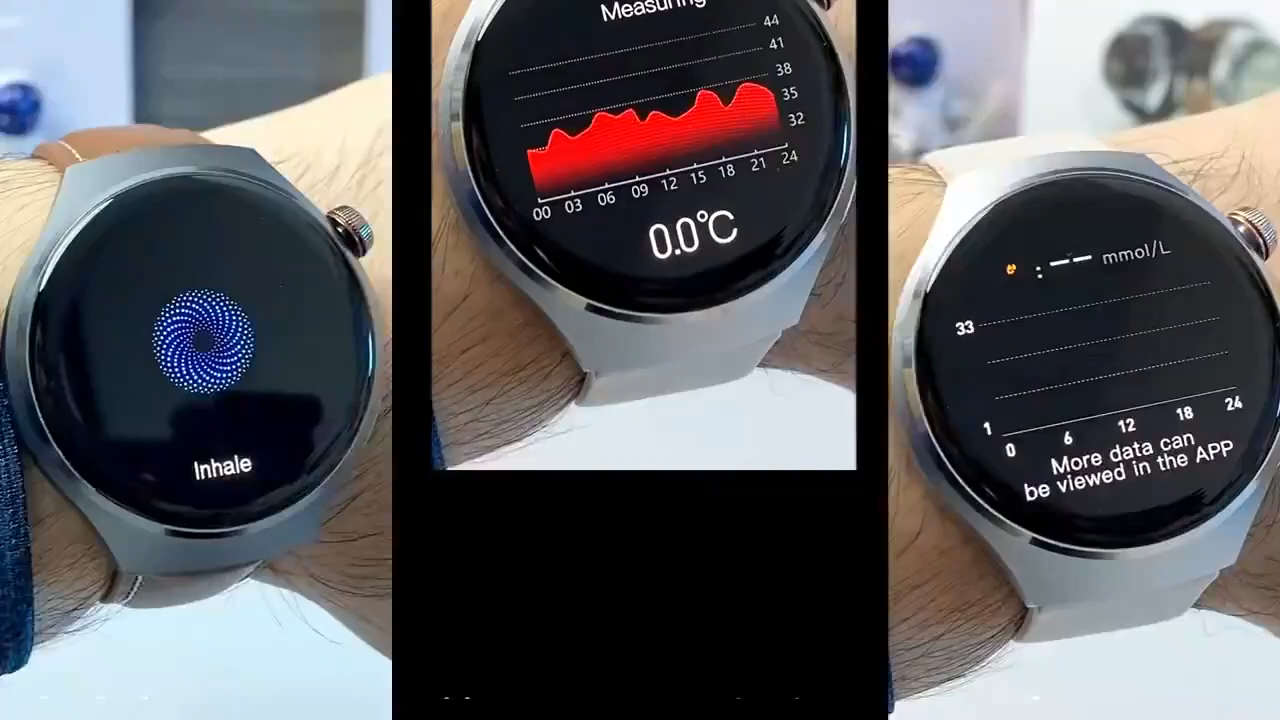 Inhale
Measuring
44
41
38
35
32
00 03 06 09 12 15 18 21 24
0.0℃
: -- mmol/L
33
1
0 6 12 18 24
More data can
be viewed in the APP